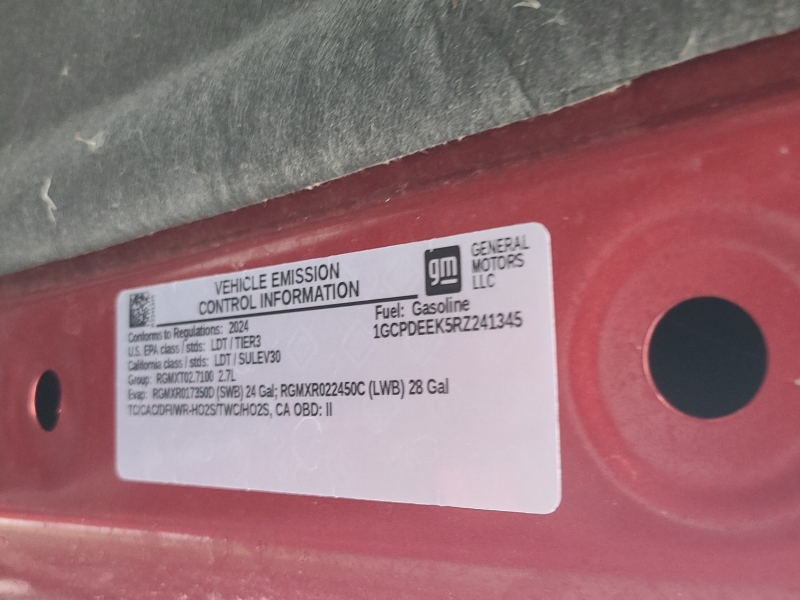 VEHICLE EMISSION
CONTROL INFORMATION
gm
GENERAL
MOTORS
LLC
Conforms to Regulations: 2024
U.S. EPA class / stds: LDT / TIER3
California class / stds: LDT / SULEV30
Group: RGMXT02.7100 2.7L
Evap: RGMXR017350D (SWB) 24 Gal; RGMXR022450C (LWB) 28 Gal
TC/CAC/DFI/WR-HO2S/TWC/HO2S, CA OBD: II
Fuel: Gasoline
1GCPDEEK5RZ241345